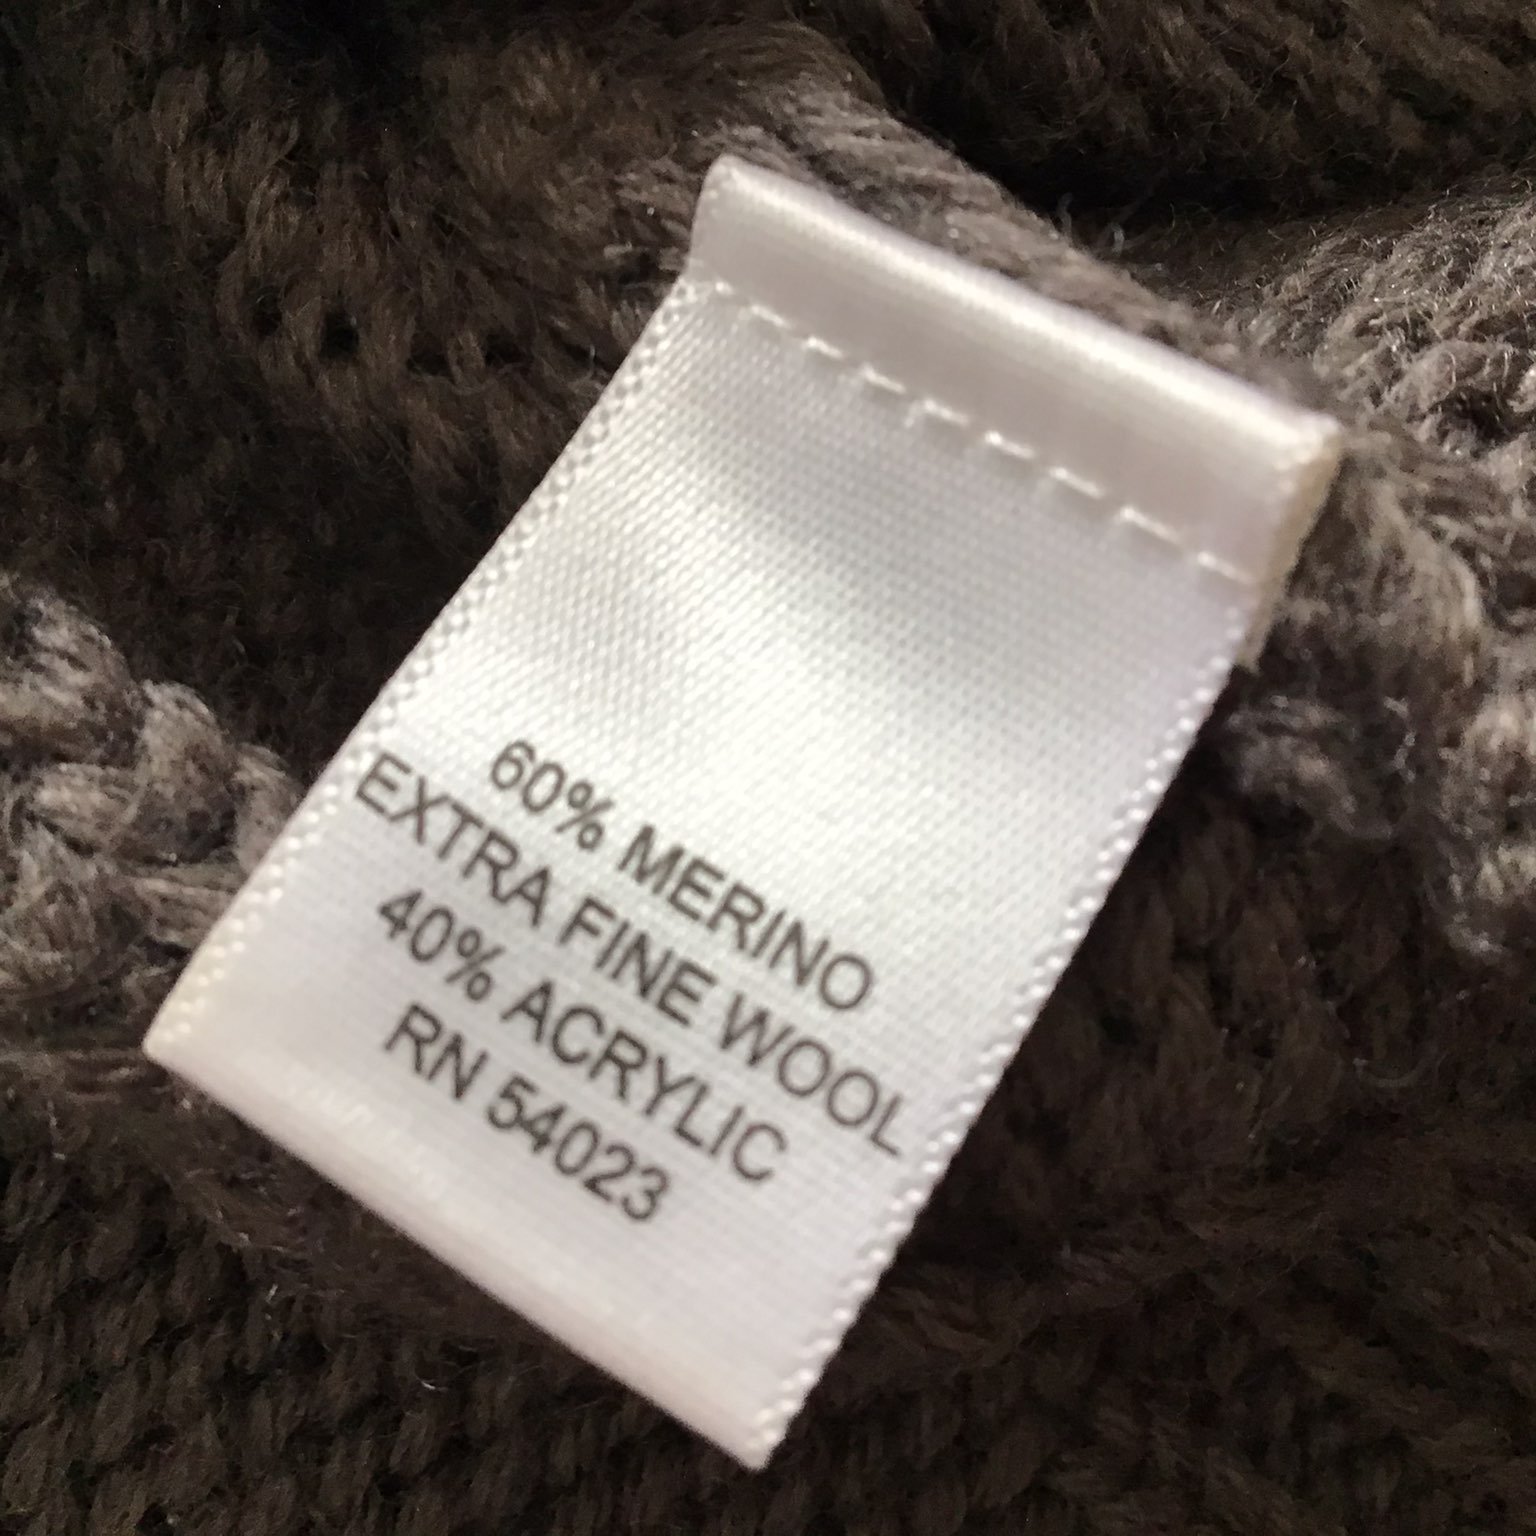 60% MERINO
EXTRA FINE WOOL
40% ACRYLIC
RN 54023